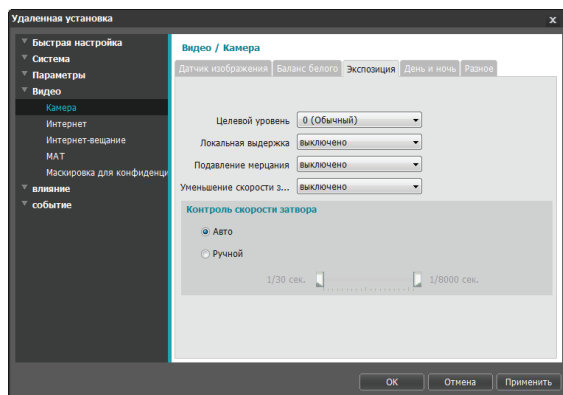 Удаленная установка x
Быстрая настройка
Система
Параметры
Видео
Камера
Интернет
Интернет-вещание
MAT
Маскировка для конфиденци
влияние
событие
Видео / Камера
Датчик изображения Баланс белого Экспозиция День и ночь Разное
Целевой уровень 0 (Обычный)
Локальная выдержка выключено
Подавление мерцания выключено
Уменьшение скорости з... выключено
Контроль скорости затвора
Авто
Ручной
1/30 сек. 1/8000 сек.
OK Отмена Применить